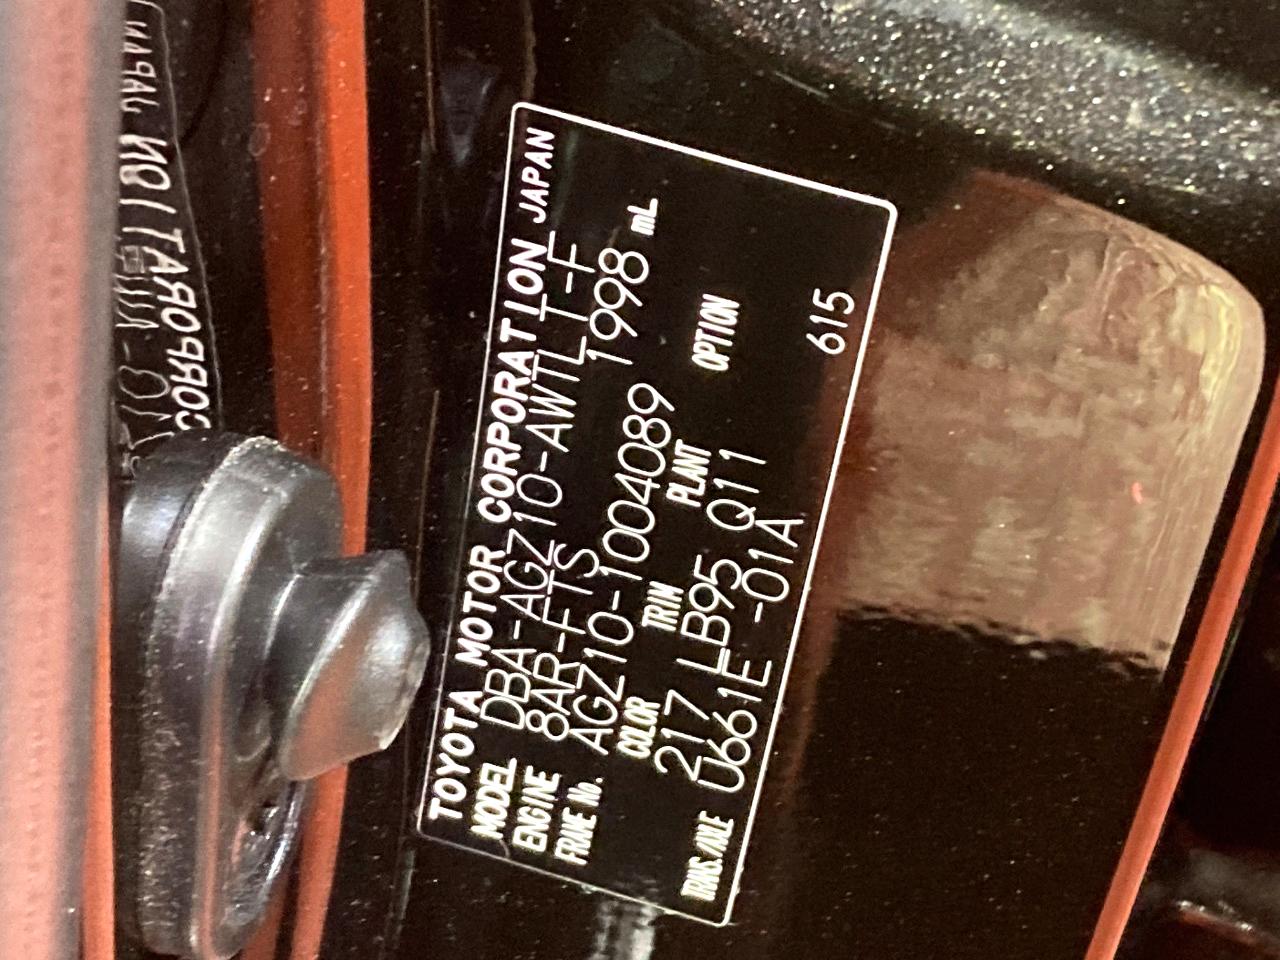 TOYOTA MOTOR CORPORATION JAPAN
MODEL DBA-AGZ10-AWTLT-F
ENGINE 8AR-FTS 1998 mL
FRAME No. AGZ10-1004089
COLOR TRIM PLANT OPTION
217 LB95 Q11
TRANS./AXLE U661E -01A 615